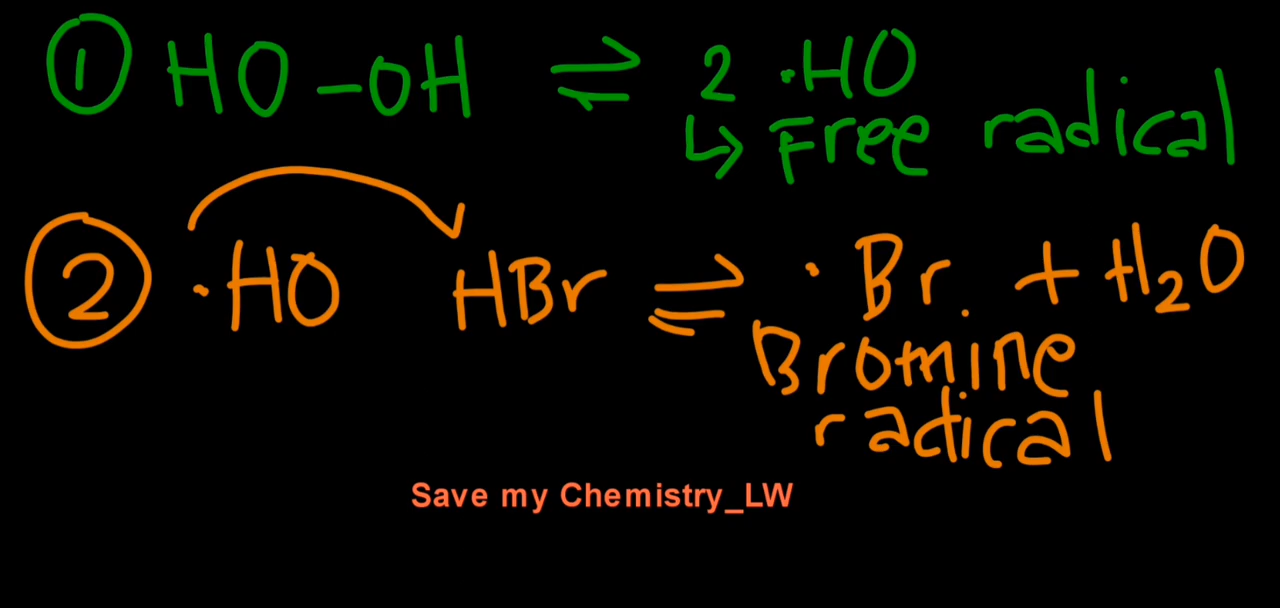 ① HO-OH ⇌ 2 ·HO
↳ Free radical
② ·HO HBr ⇌ ·Br. + H₂O
Bromine
radical
Save my Chemistry_LW